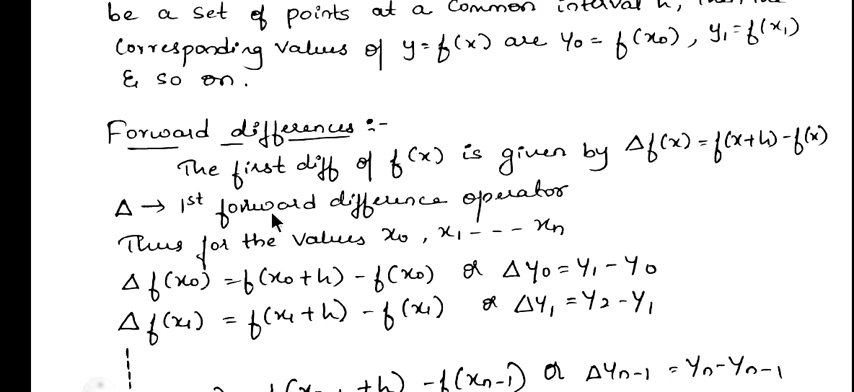 be a set of points at a common interval h,
Corresponding values of y=f(x) are y₀ = f(x₀), y₁=f(x₁)
& so on.
Forward differences :-
The first diff of f(x) is given by Δf(x) = f(x+h) - f(x)
Δ → 1st forward difference operator
Thus for the values x₀, x₁ - - - xₙ
Δ f(x₀) = f(x₀+h) - f(x₀) or Δy₀ = y₁ - y₀
Δ f(x₁) = f(x₁+h) - f(x₁) or Δy₁ = y₂ - y₁
+h) - f(xₙ-1) or Δyₙ-1 = yₙ-yₙ-1